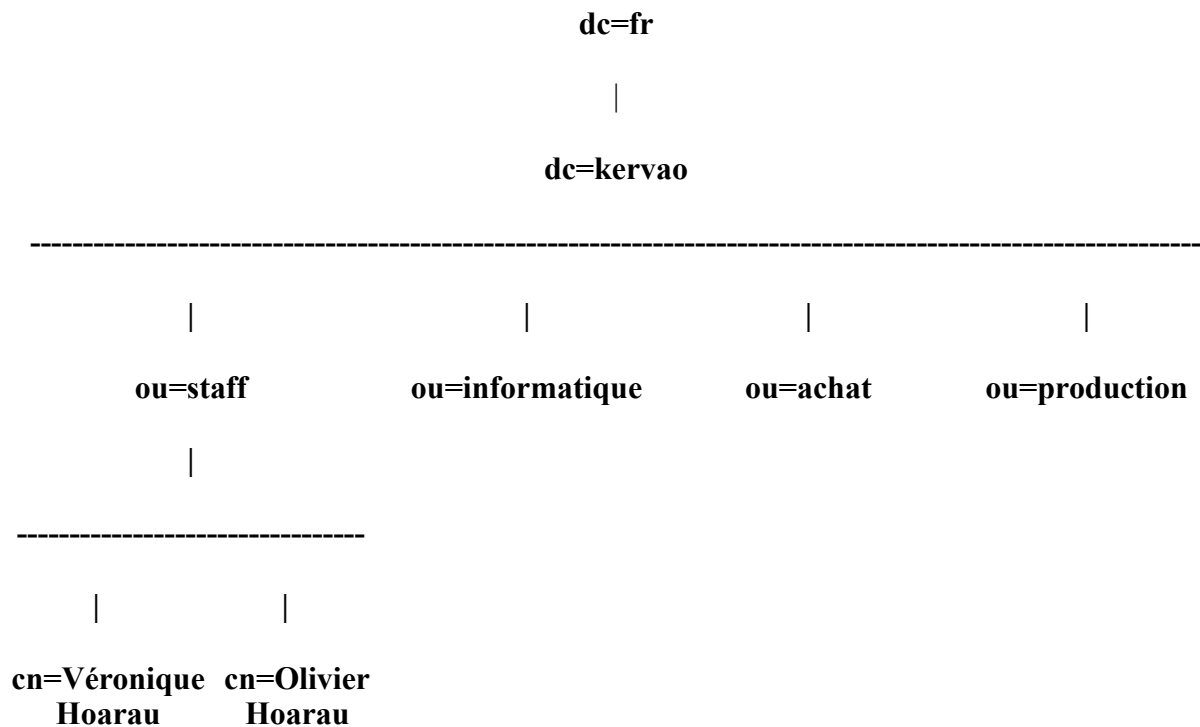 dc=fr
|
dc=kervao
---------------------------------------------------------------------------------------------------------------
| | | |
ou=staff ou=informatique ou=achat ou=production
|
---------------------------------
| |
cn=Véronique cn=Olivier
Hoarau Hoarau